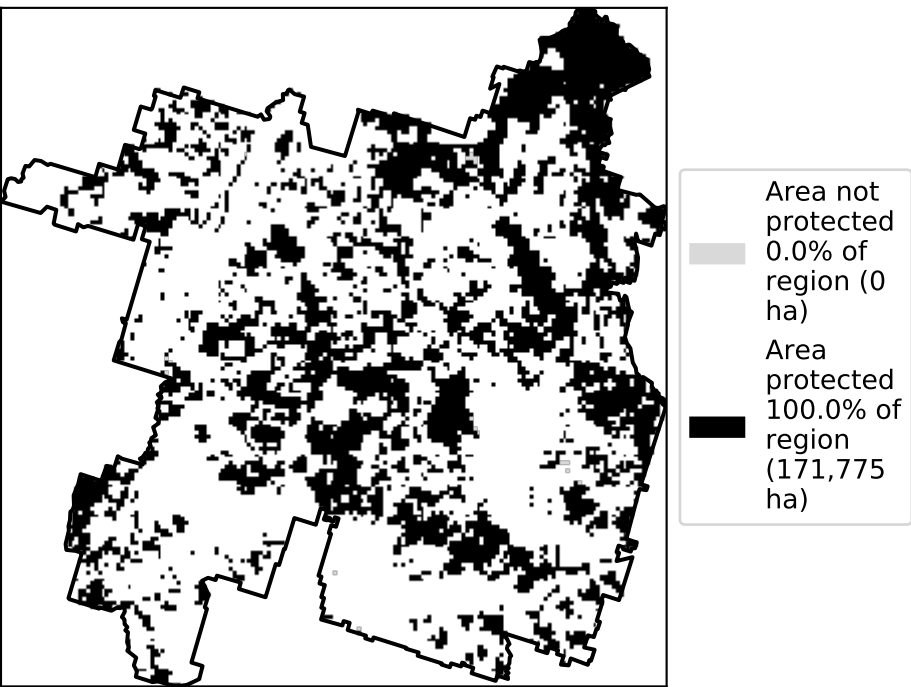 Area not
protected
0.0% of
region (0
ha)
Area
protected
100.0% of
region
(171,775
ha)